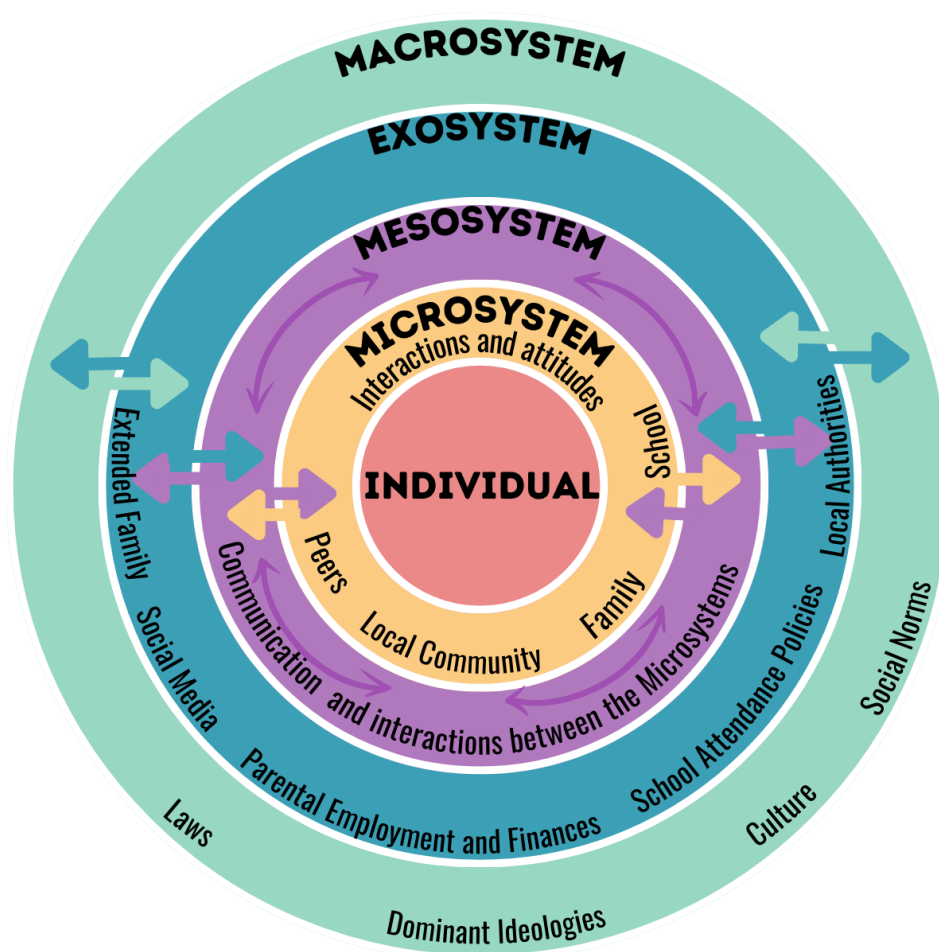 MACROSYSTEM
EXOSYSTEM
MESOSYSTEM
MICROSYSTEM
Interactions and attitudes
INDIVIDUAL
School
Peers
Local Community
Family
Communication and interactions between the Microsystems
Extended Family
Social Media
Parental Employment and Finances
School Attendance Policies
Local Authorities
Laws
Dominant Ideologies
Culture
Social Norms